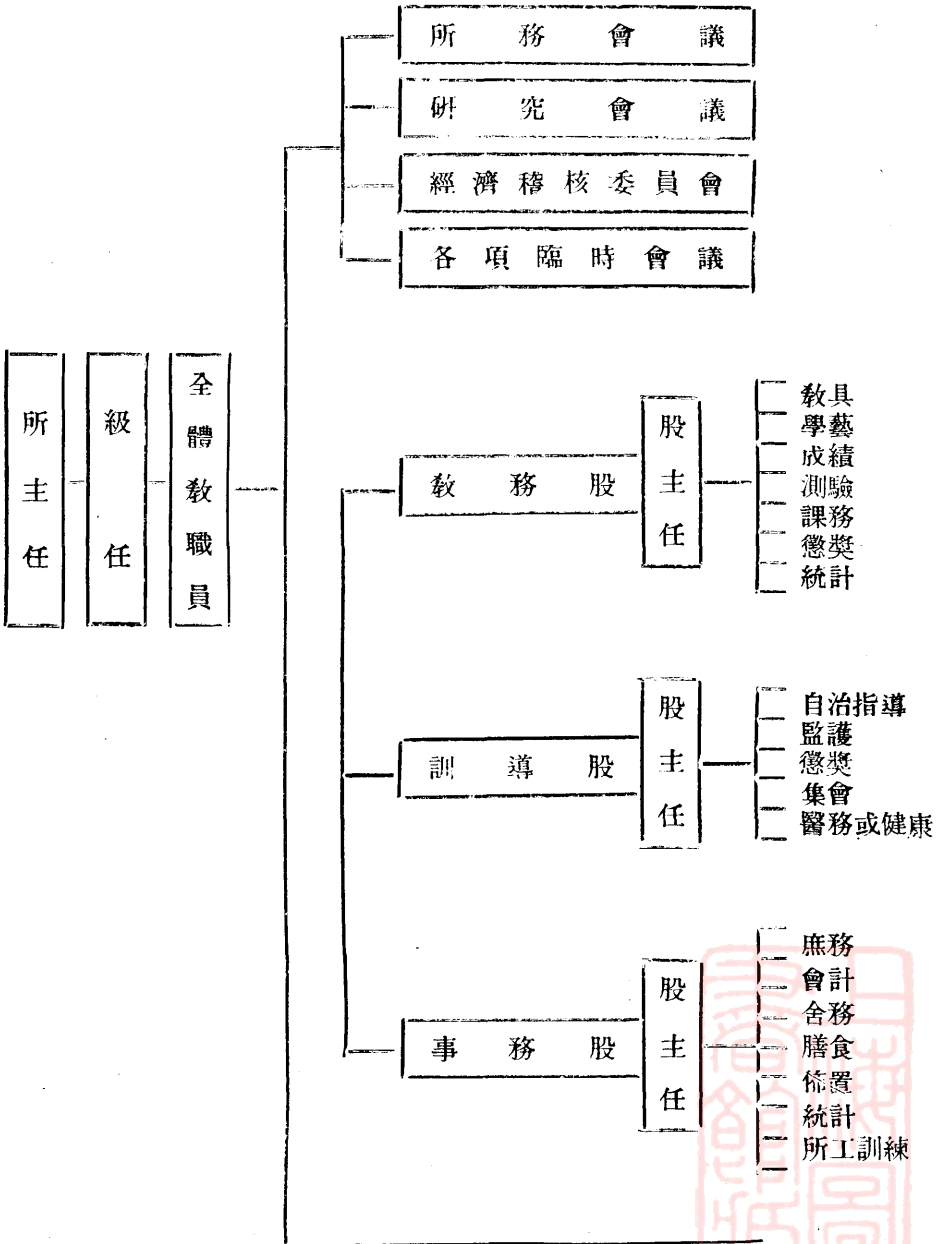 所務會議
研究會議
經濟稽核委員會
各項臨時會議
所主任
級任
全體教職員
教務股
股主任
教具
學藝
成績
測驗
課務
懲獎
統計
訓導股
股主任
自治指導
監護
懲獎
集會
醫務或健康
事務股
股主任
庶務
會計
舍務
膳食
佈置
統計
所工訓練